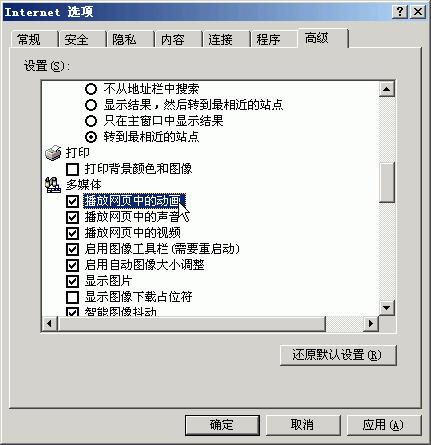 Internet 选项
常规 安全 隐私 内容 连接 程序 高级
设置(S):
不从地址栏中搜索
显示结果，然后转到最相近的站点
只在主窗口中显示结果
转到最相近的站点
打印
打印背景颜色和图像
多媒体
播放网页中的动画
播放网页中的声音
播放网页中的视频
启用图像工具栏(需要重启动)
启用自动图像大小调整
显示图片
显示图像下载占位符
智能图像抖动
还原默认设置(R)
确定 取消 应用(A)